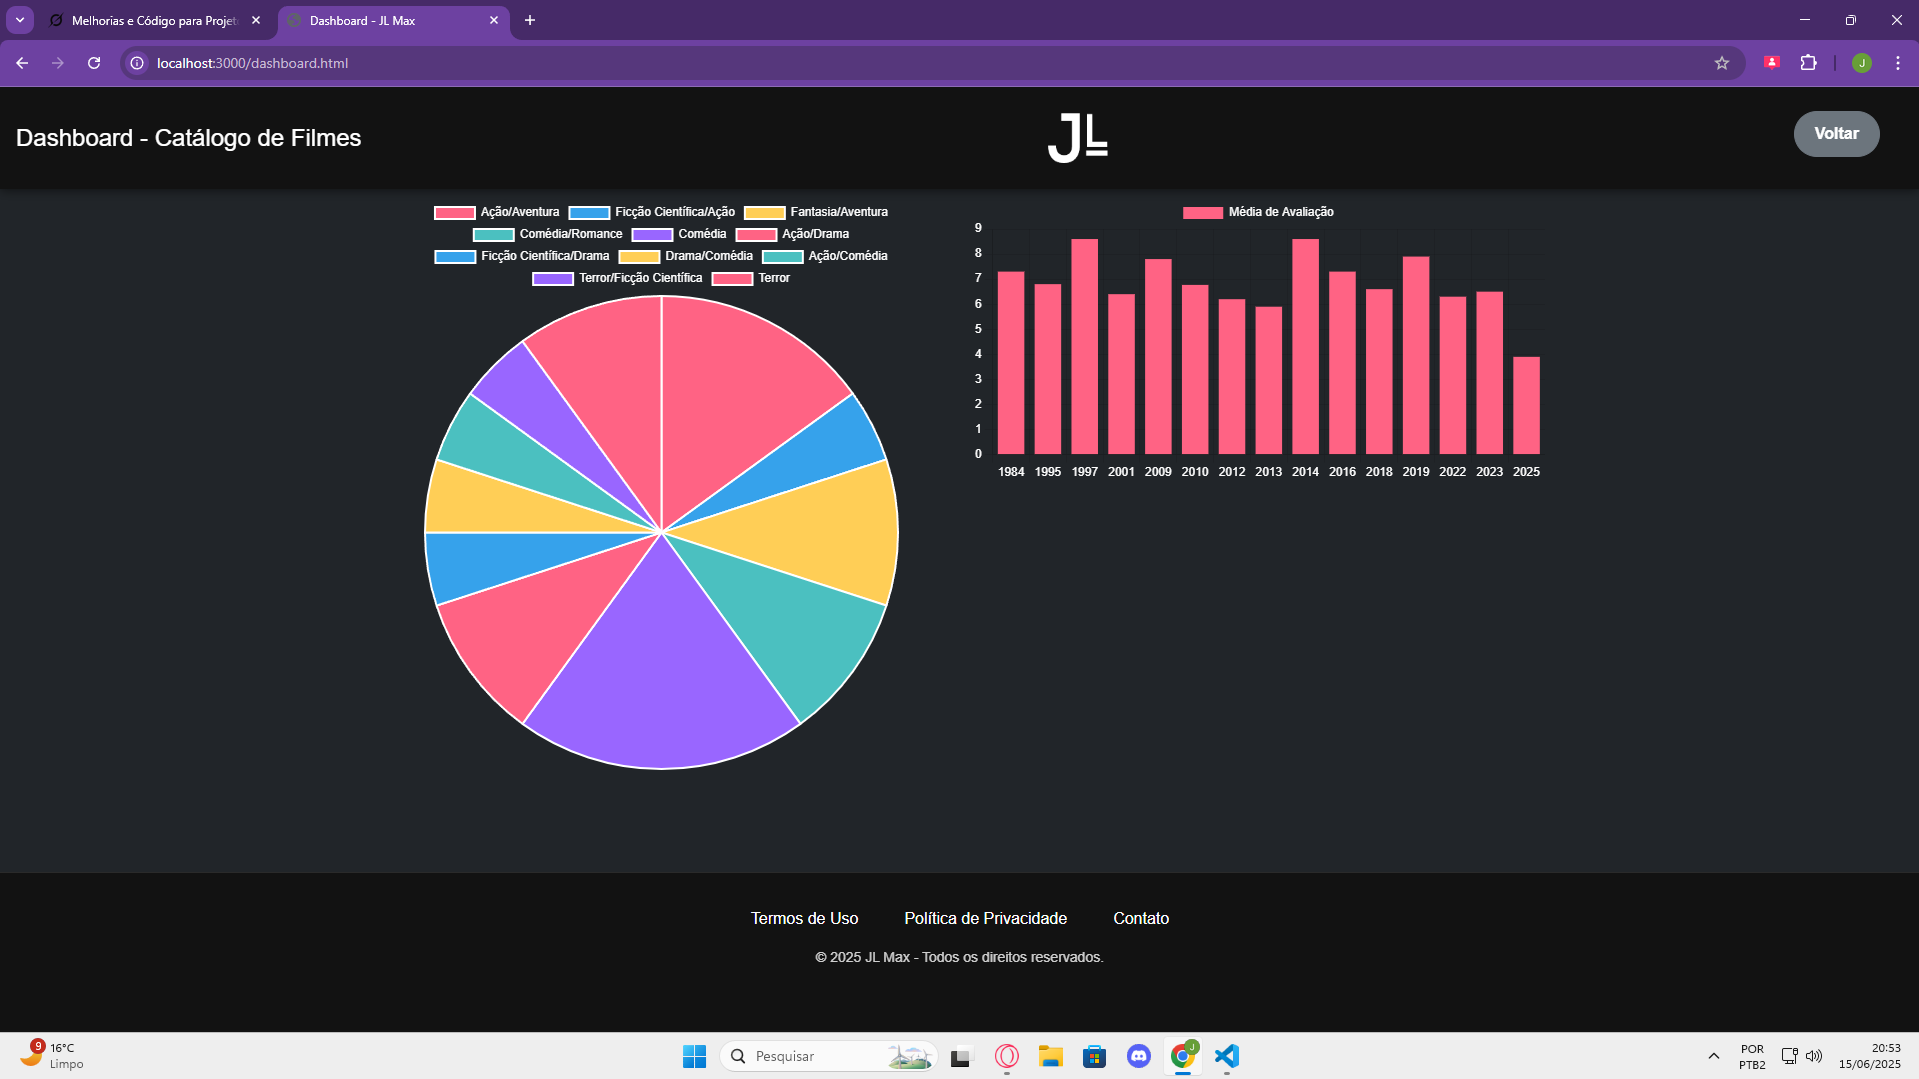 Melhorias e Código para Projet
Dashboard - JL Max
localhost:3000/dashboard.html
J
Dashboard - Catálogo de Filmes
JL
Voltar
Ação/Aventura Ficção Científica/Ação Fantasia/Aventura
Comédia/Romance Comédia Ação/Drama
Ficção Científica/Drama Drama/Comédia Ação/Comédia
Terror/Ficção Científica Terror
Média de Avaliação
9
8
7
6
5
4
3
2
1
0
1984 1995 1997 2001 2009 2010 2012 2013 2014 2016 2018 2019 2022 2023 2025
Termos de Uso Política de Privacidade Contato
© 2025 JL Max - Todos os direitos reservados.
9
16°C
Limpo
Pesquisar
J
POR
PTB2
20:53
15/06/2025